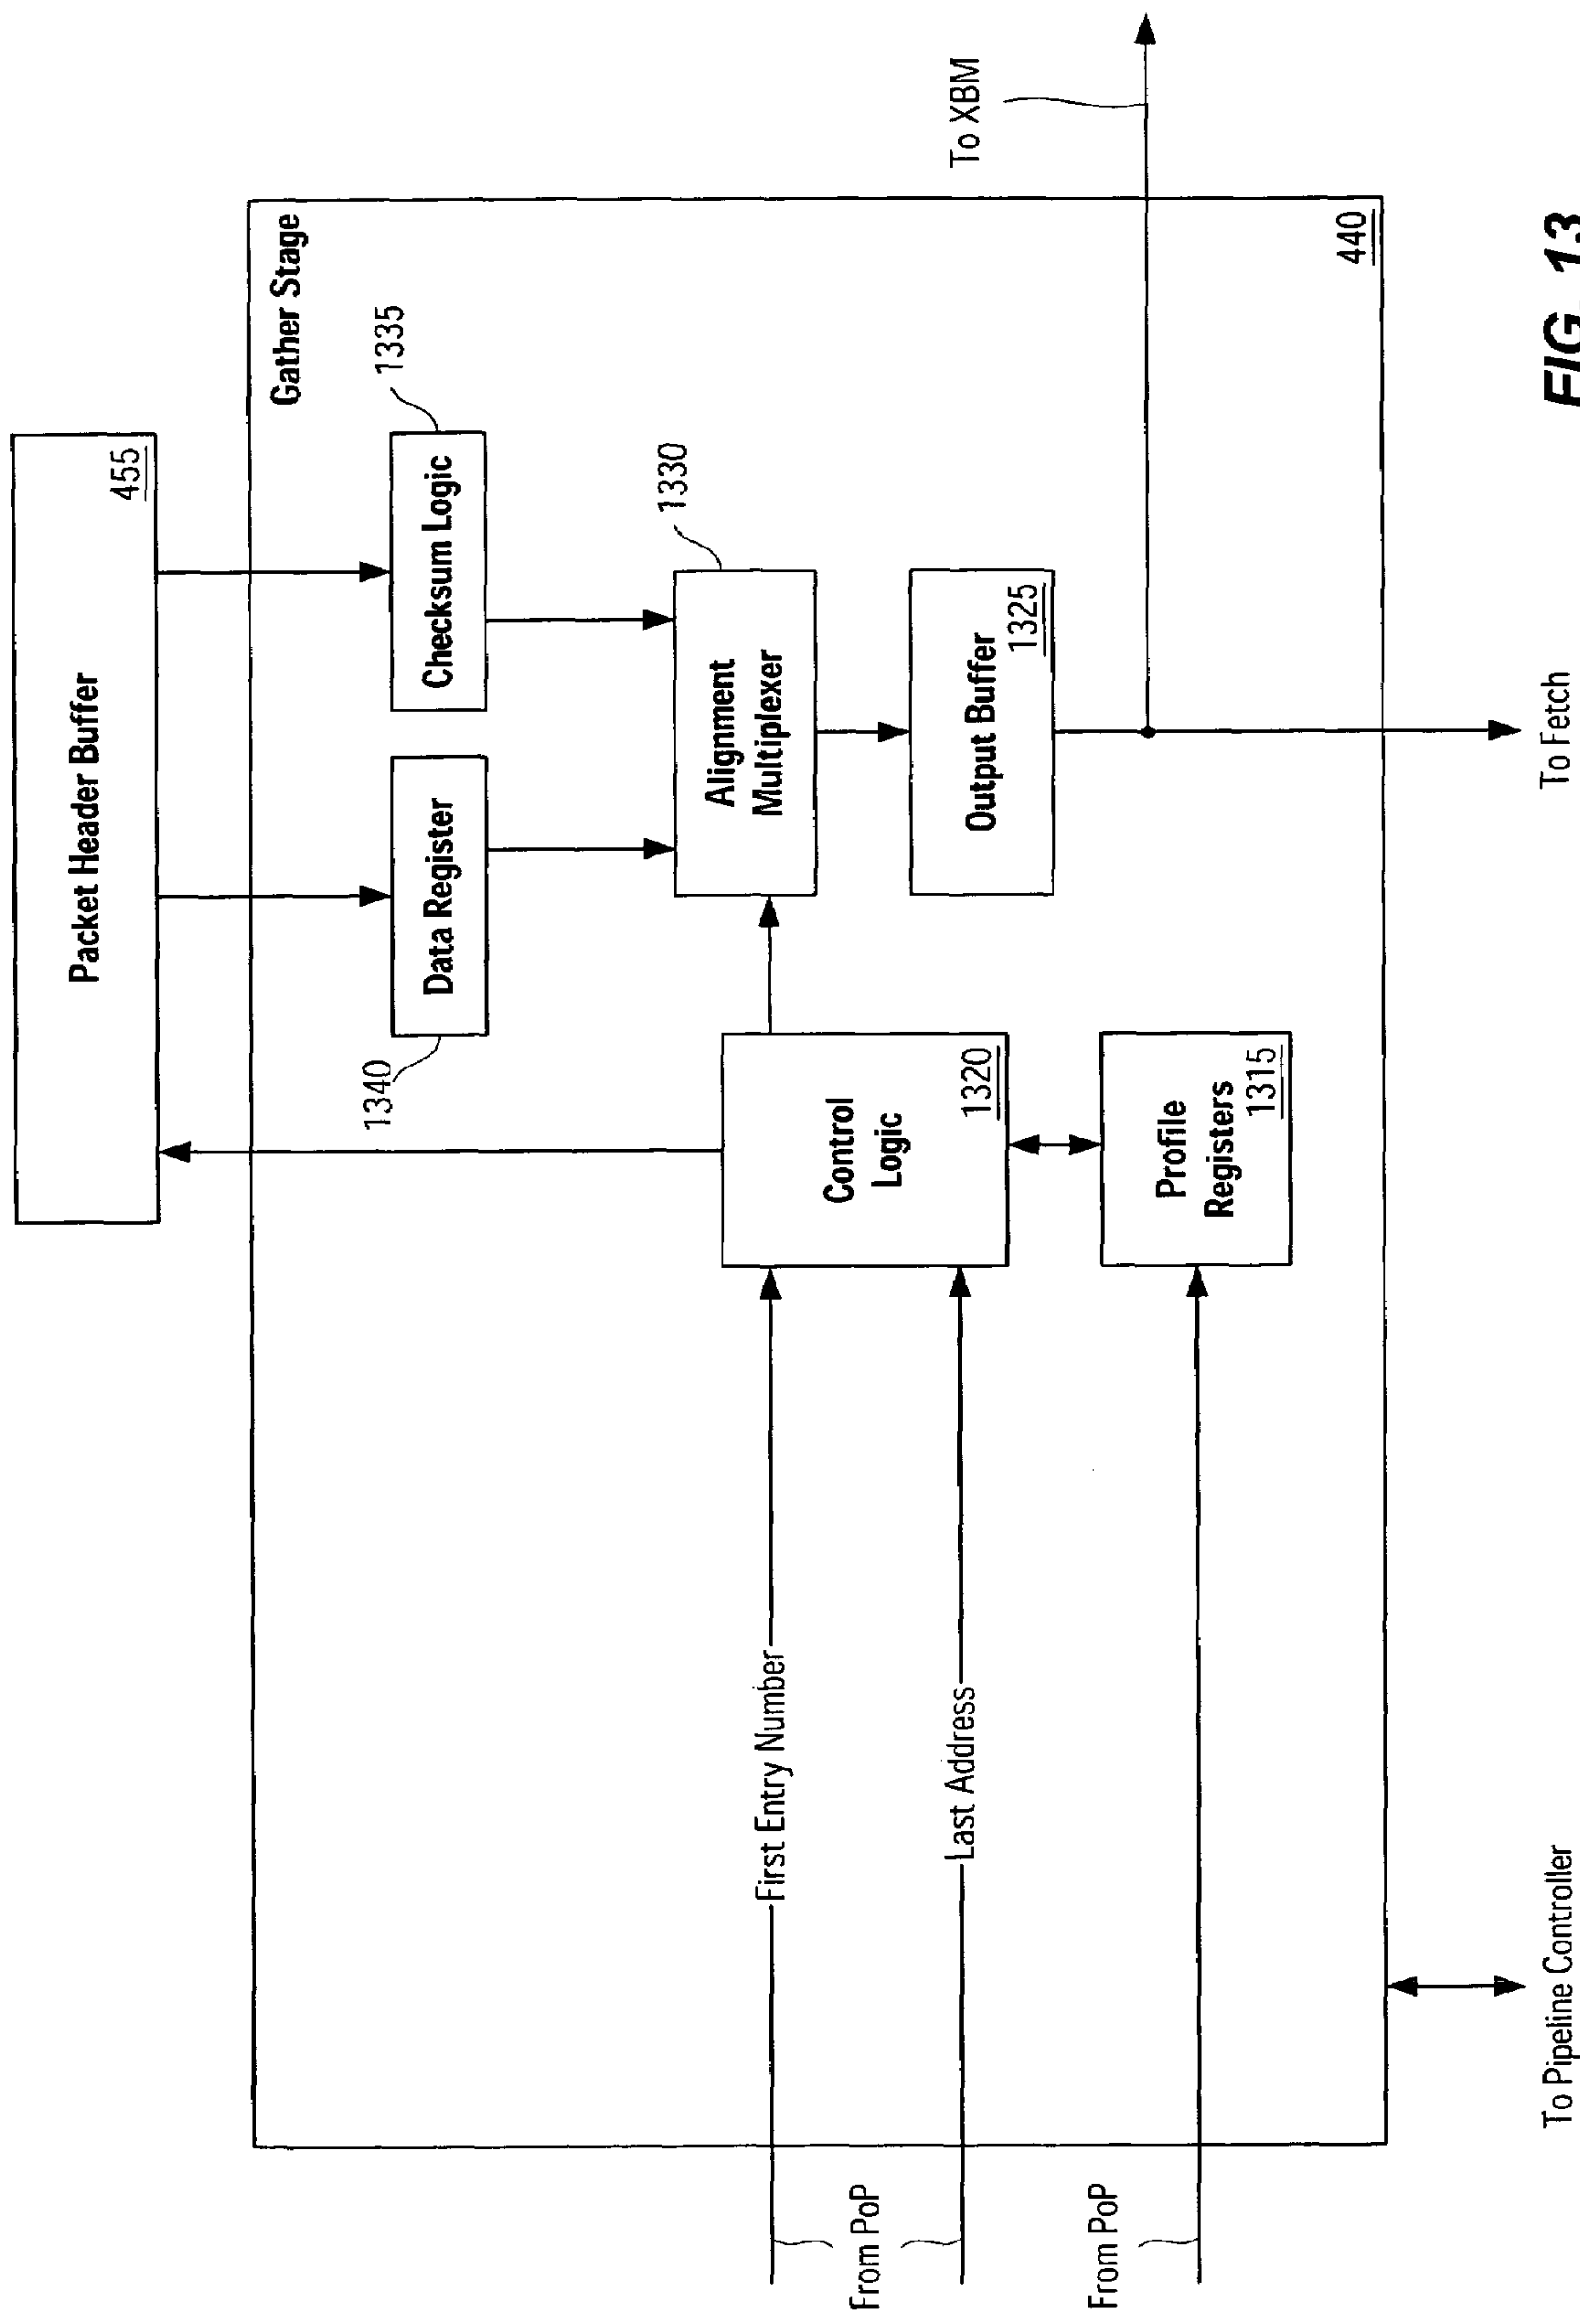 Packet Header Buffer
455
Gather Stage
1340
Data Register
Checksum Logic
1335
Alignment
Multiplexer
1330
Control
Logic
1320
Output Buffer
1325
Profile
Registers
1315
First Entry Number
Last Address
From PoP
From PoP
To XBM
440
To Pipeline Controller
To Fetch
FIG. 13